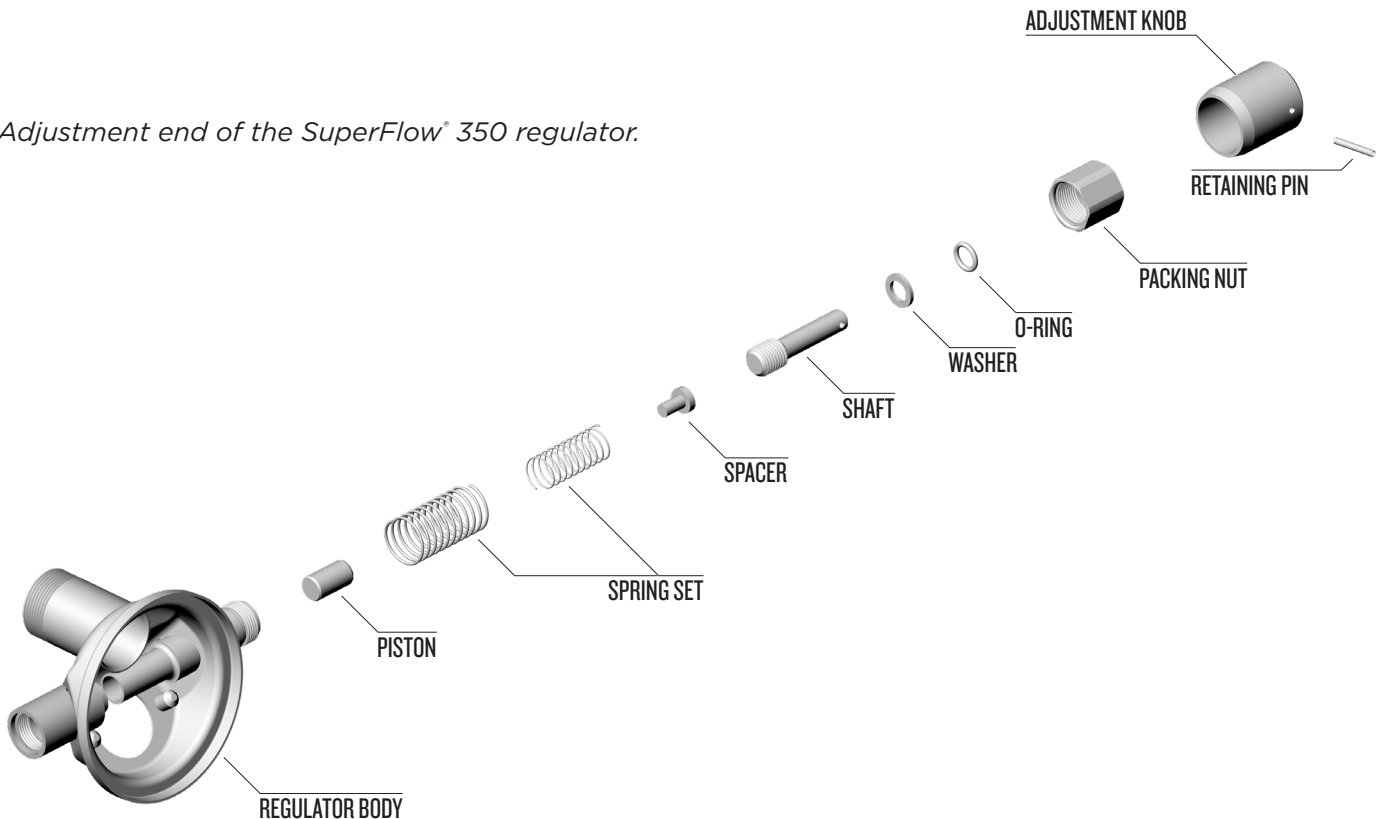 ADJUSTMENT KNOB
Adjustment end of the SuperFlow® 350 regulator.
RETAINING PIN
PACKING NUT
O-RING
WASHER
SHAFT
SPACER
SPRING SET
PISTON
REGULATOR BODY